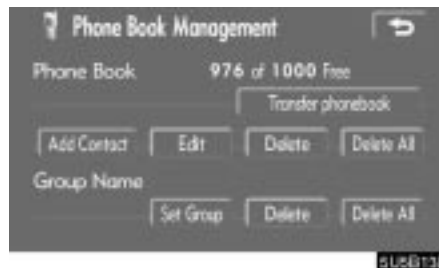 Phone Book Management
Phone Book 976 of 1000 Free
Transfer phonebook
Add Contact Edit Delete Delete All
Group Name
Set Group Delete Delete All